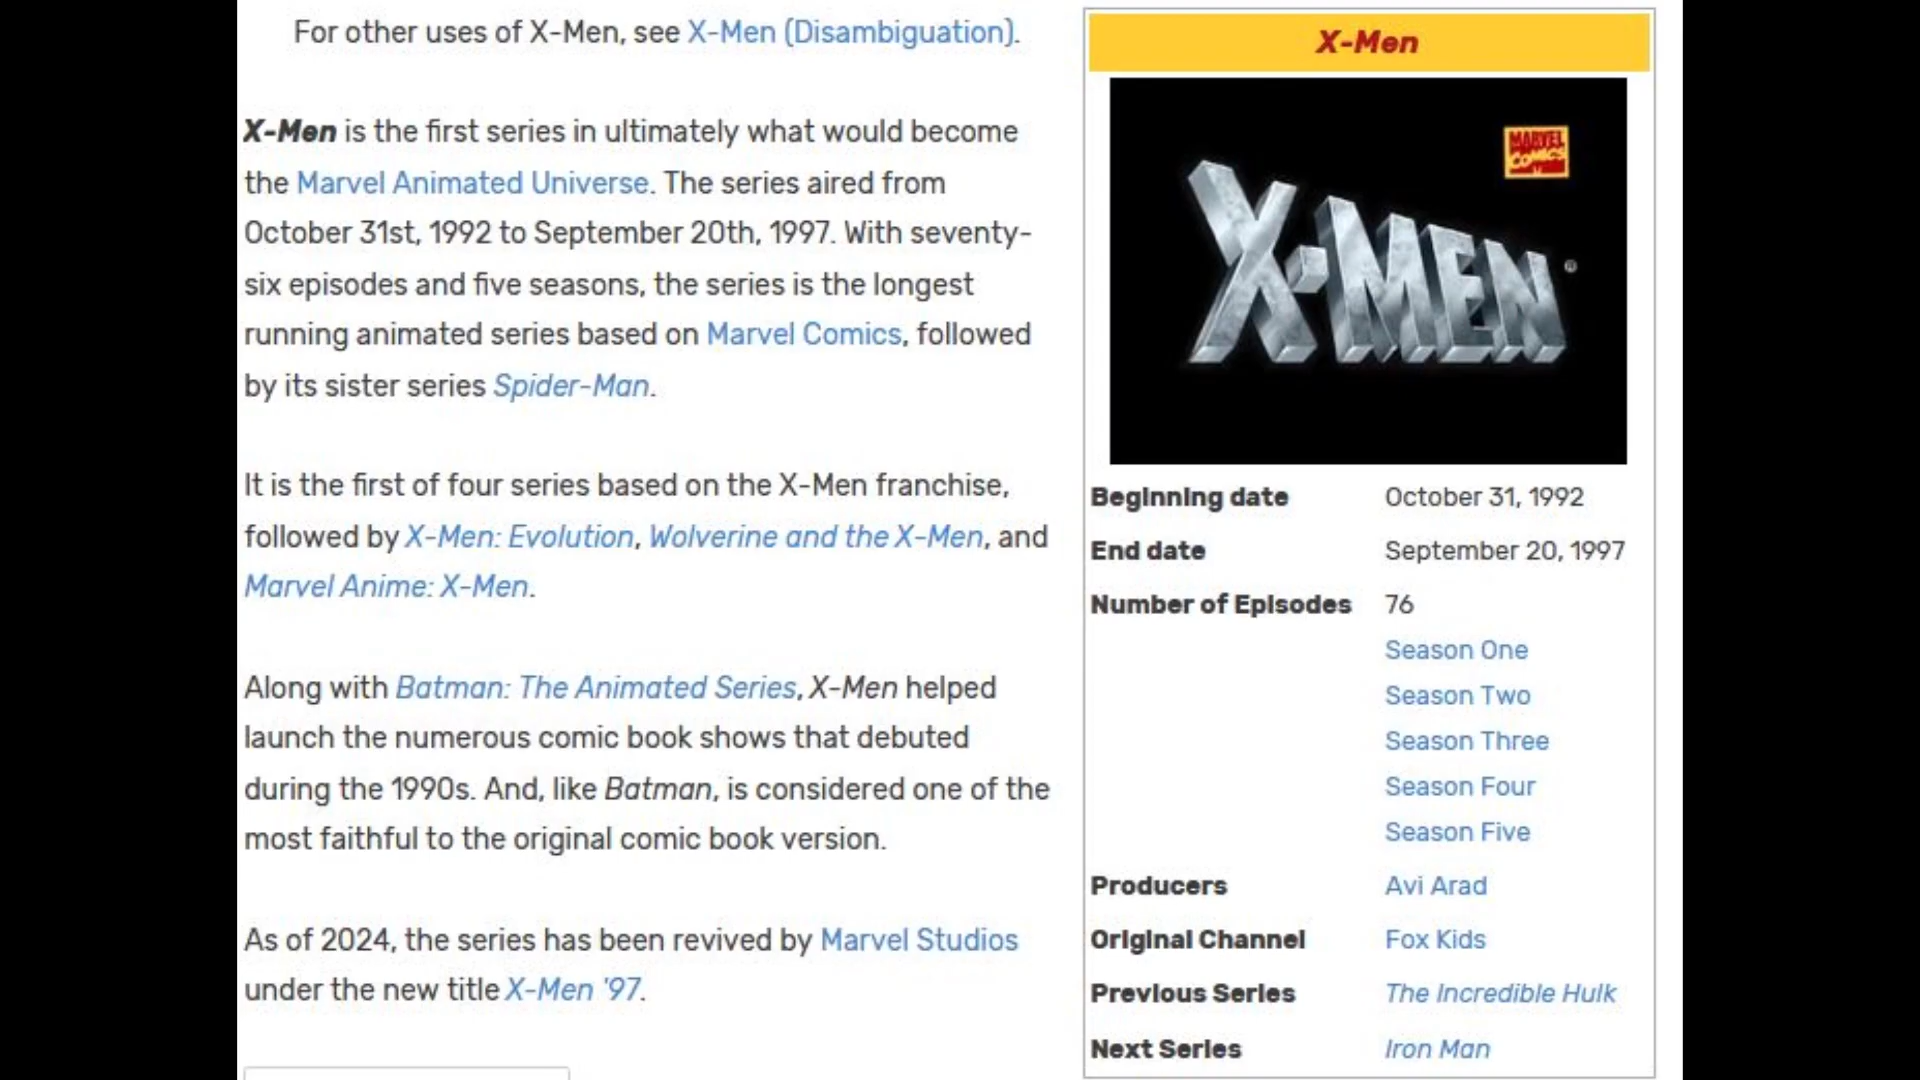 For other uses of X-Men, see X-Men (Disambiguation).
X-Men is the first series in ultimately what would become
the Marvel Animated Universe. The series aired from
October 31st, 1992 to September 20th, 1997. With seventy-
six episodes and five seasons, the series is the longest
running animated series based on Marvel Comics, followed
by its sister series Spider-Man.
It is the first of four series based on the X-Men franchise,
followed by X-Men: Evolution, Wolverine and the X-Men, and
Marvel Anime: X-Men.
Along with Batman: The Animated Series, X-Men helped
launch the numerous comic book shows that debuted
during the 1990s. And, like Batman, is considered one of the
most faithful to the original comic book version.
As of 2024, the series has been revived by Marvel Studios
under the new title X-Men '97.
X-Men
MARVEL
COMICS
X-MEN ®
Beginning date October 31, 1992
End date September 20, 1997
Number of Episodes 76
Season One
Season Two
Season Three
Season Four
Season Five
Producers Avi Arad
Original Channel Fox Kids
Previous Series The Incredible Hulk
Next Series Iron Man